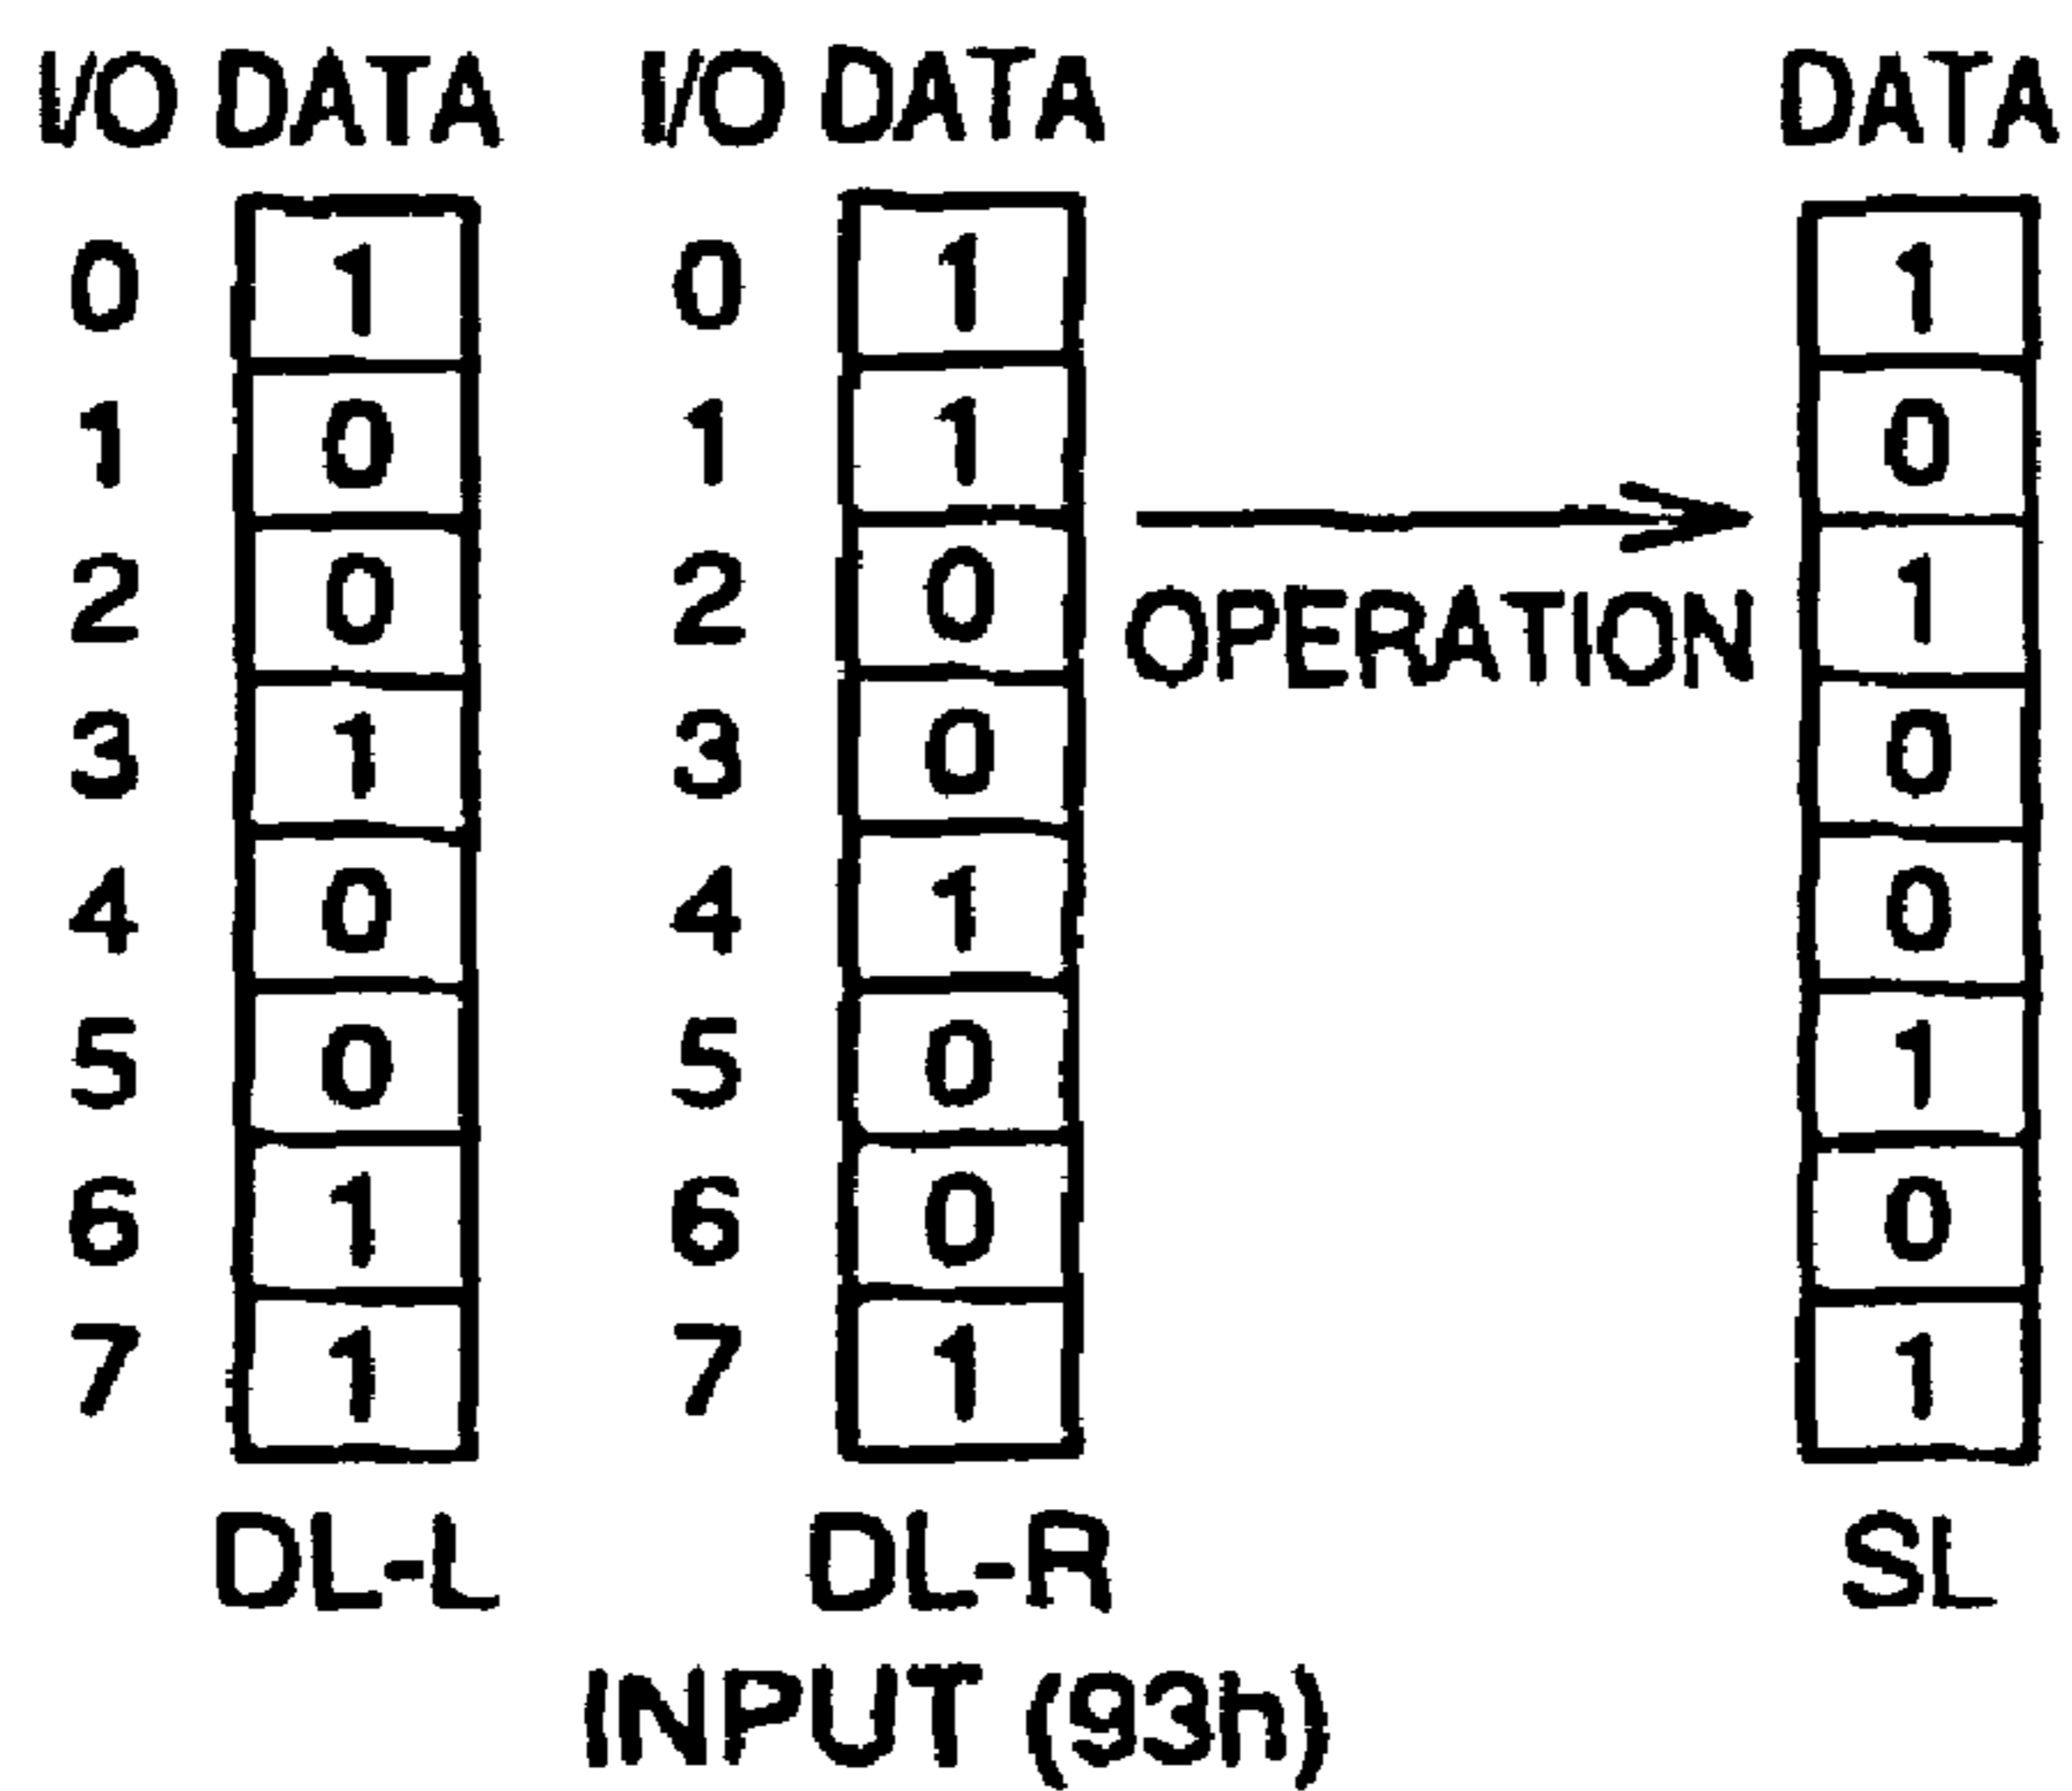 I/O DATA I/O DATA DATA
0 1 0 1 1
1 0 1 1 0
2 0 2 0 1
OPERATION
3 1 3 0 0
4 0 4 1 0
5 0 5 0 1
6 1 6 0 0
7 1 7 1 1
DL-L DL-R SL
INPUT (93h)